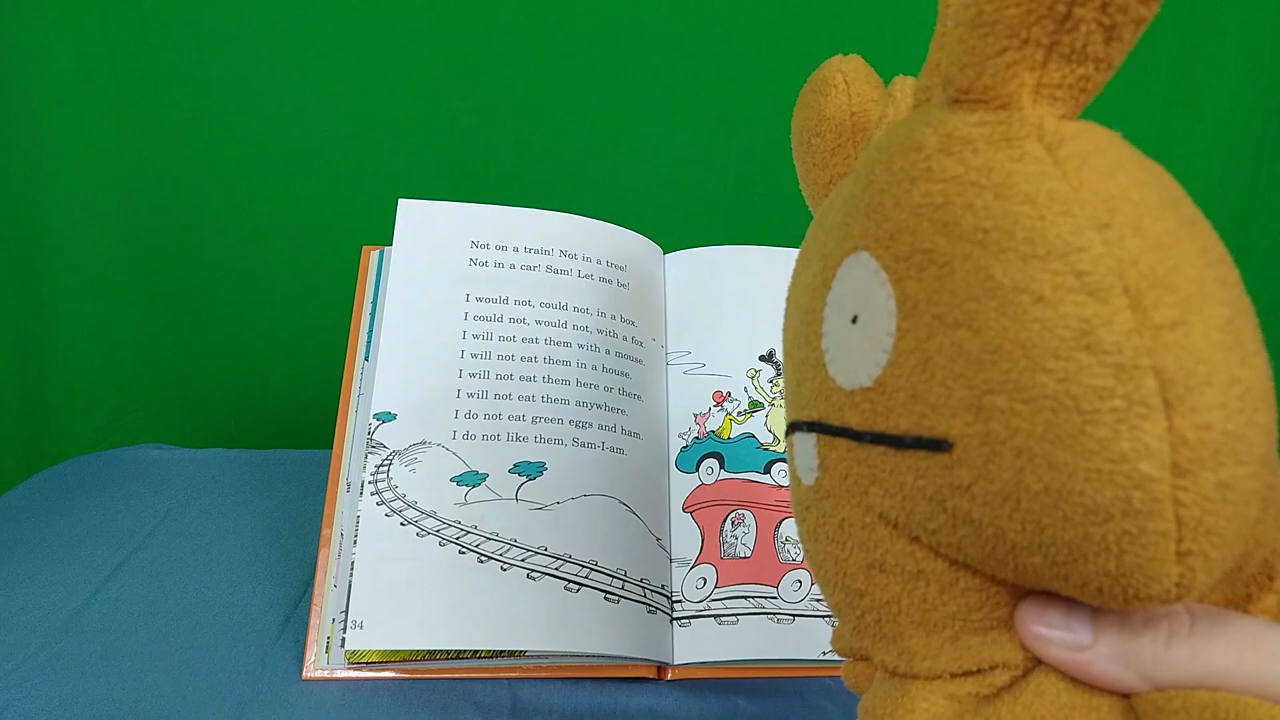 Not on a train! Not in a tree!
Not in a car! Sam! Let me be!
I would not, could not, in a box.
I could not, would not, with a fox.
I will not eat them with a mouse.
I will not eat them in a house.
I will not eat them here or there.
I will not eat them anywhere.
I do not eat green eggs and ham.
I do not like them, Sam-I-am.
34